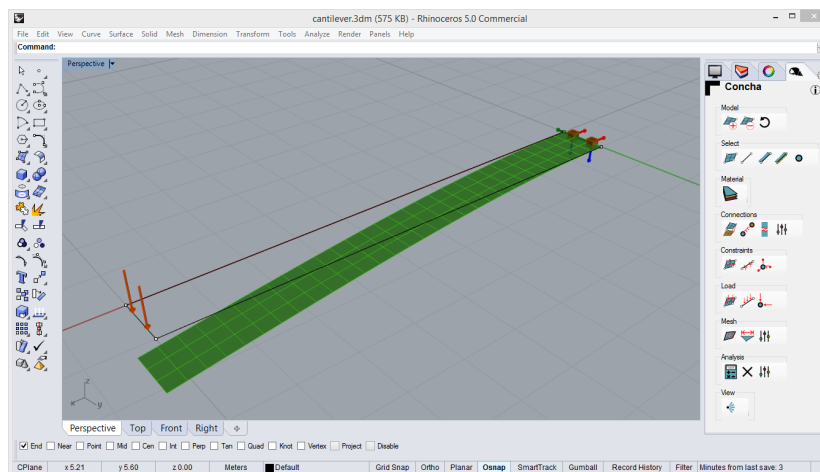 cantilever.3dm (575 KB) - Rhinoceros 5.0 Commercial
File Edit View Curve Surface Solid Mesh Dimension Transform Tools Analyze Render Panels Help
Command:
Perspective
z
x
y
Concha
Model
Select
Material
Connections
Constraints
Load
Mesh
Analysis
View
Perspective Top Front Right
End Near Point Mid Cen Int Perp Tan Quad Knot Vertex Project Disable
CPlane x 5.21 y 5.60 z 0.00 Meters Default Grid Snap Ortho Planar Osnap SmartTrack Gumball Record History Filter Minutes from last save: 3